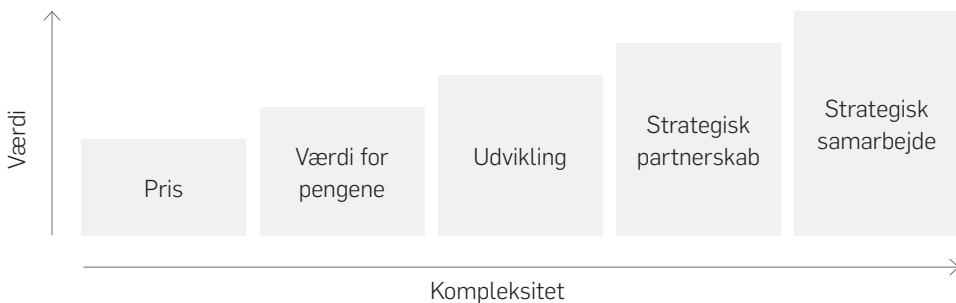 Værdi
Pris
Værdi for
pengene
Udvikling
Strategisk
partnerskab
Strategisk
samarbejde
Kompleksitet